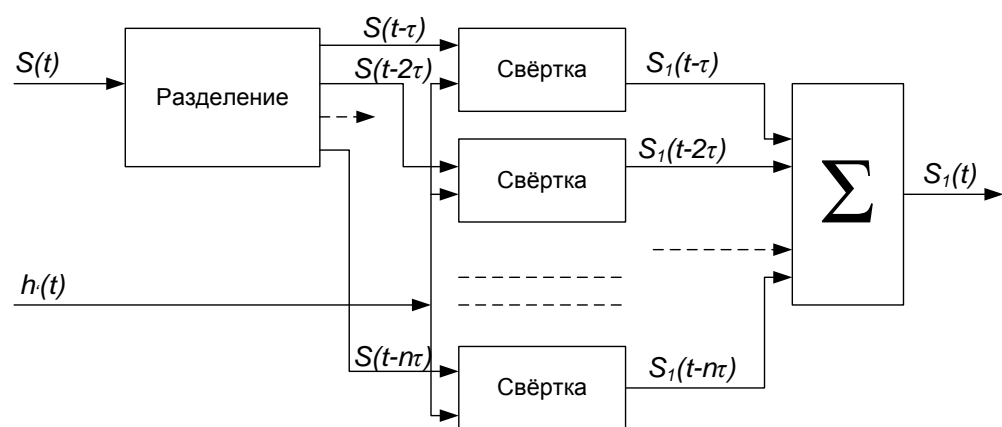 S(t)
Разделение
S(t-τ)
S(t-2τ)
Свёртка
S₁(t-τ)
Свёртка
S₁(t-2τ)
Σ
S₁(t)
h‘(t)
S(t-nτ)
Свёртка
S₁(t-nτ)